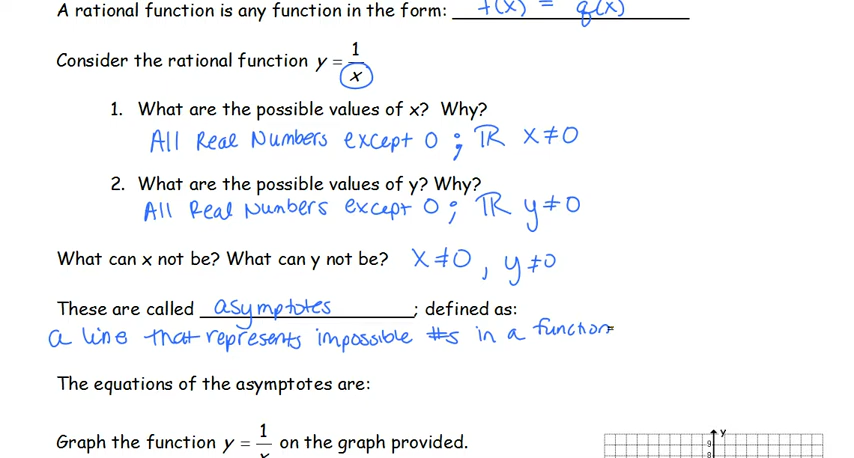 A rational function is any function in the form: f(x) = q(x)
Consider the rational function y = 1/x
1. What are the possible values of x? Why?
All Real Numbers except 0 ; ℝ x≠0
2. What are the possible values of y? Why?
All Real Numbers except 0 ; ℝ y≠0
What can x not be? What can y not be? x≠0, y≠0
These are called asymptotes; defined as:
a line that represents impossible #s in a function
The equations of the asymptotes are:
Graph the function y = 1/x on the graph provided.
y
9
8